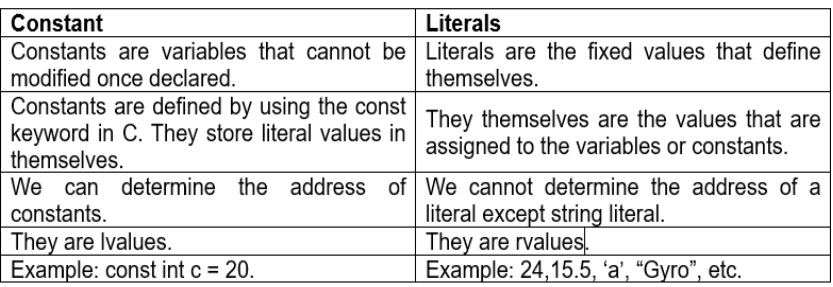 Constant
Literals
Constants are variables that cannot be
modified once declared.
Literals are the fixed values that define
themselves.
Constants are defined by using the const
keyword in C. They store literal values in
themselves.
They themselves are the values that are
assigned to the variables or constants.
We can determine the address of
constants.
We cannot determine the address of a
literal except string literal.
They are lvalues.
They are rvalues.
Example: const int c = 20.
Example: 24,15.5, ‘a’, “Gyro”, etc.